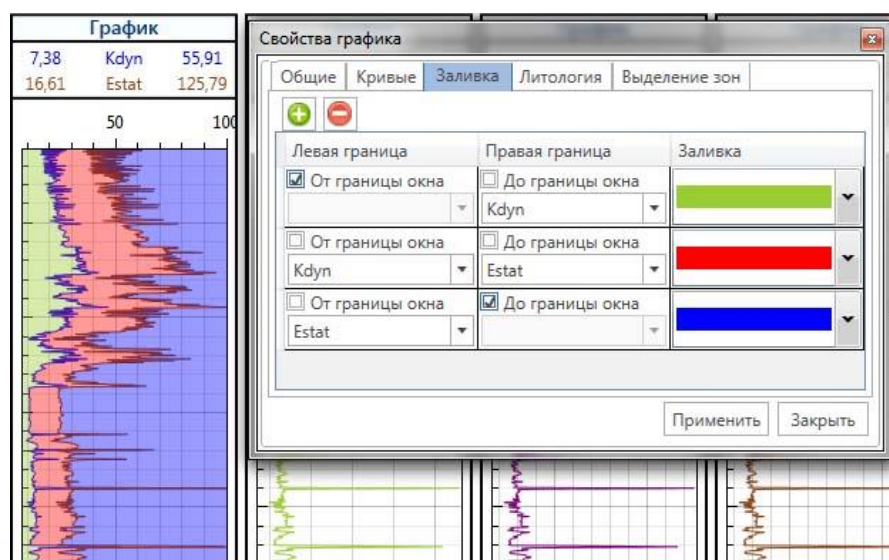 График
7,38 Kdyn 55,91
16,61 Estat 125,79
50 100
Свойства графика
Общие Кривые Заливка Литология Выделение зон
Левая граница Правая граница Заливка
От границы окна До границы окна
Kdyn
От границы окна До границы окна
Kdyn Estat
От границы окна До границы окна
Estat
Применить Закрыть